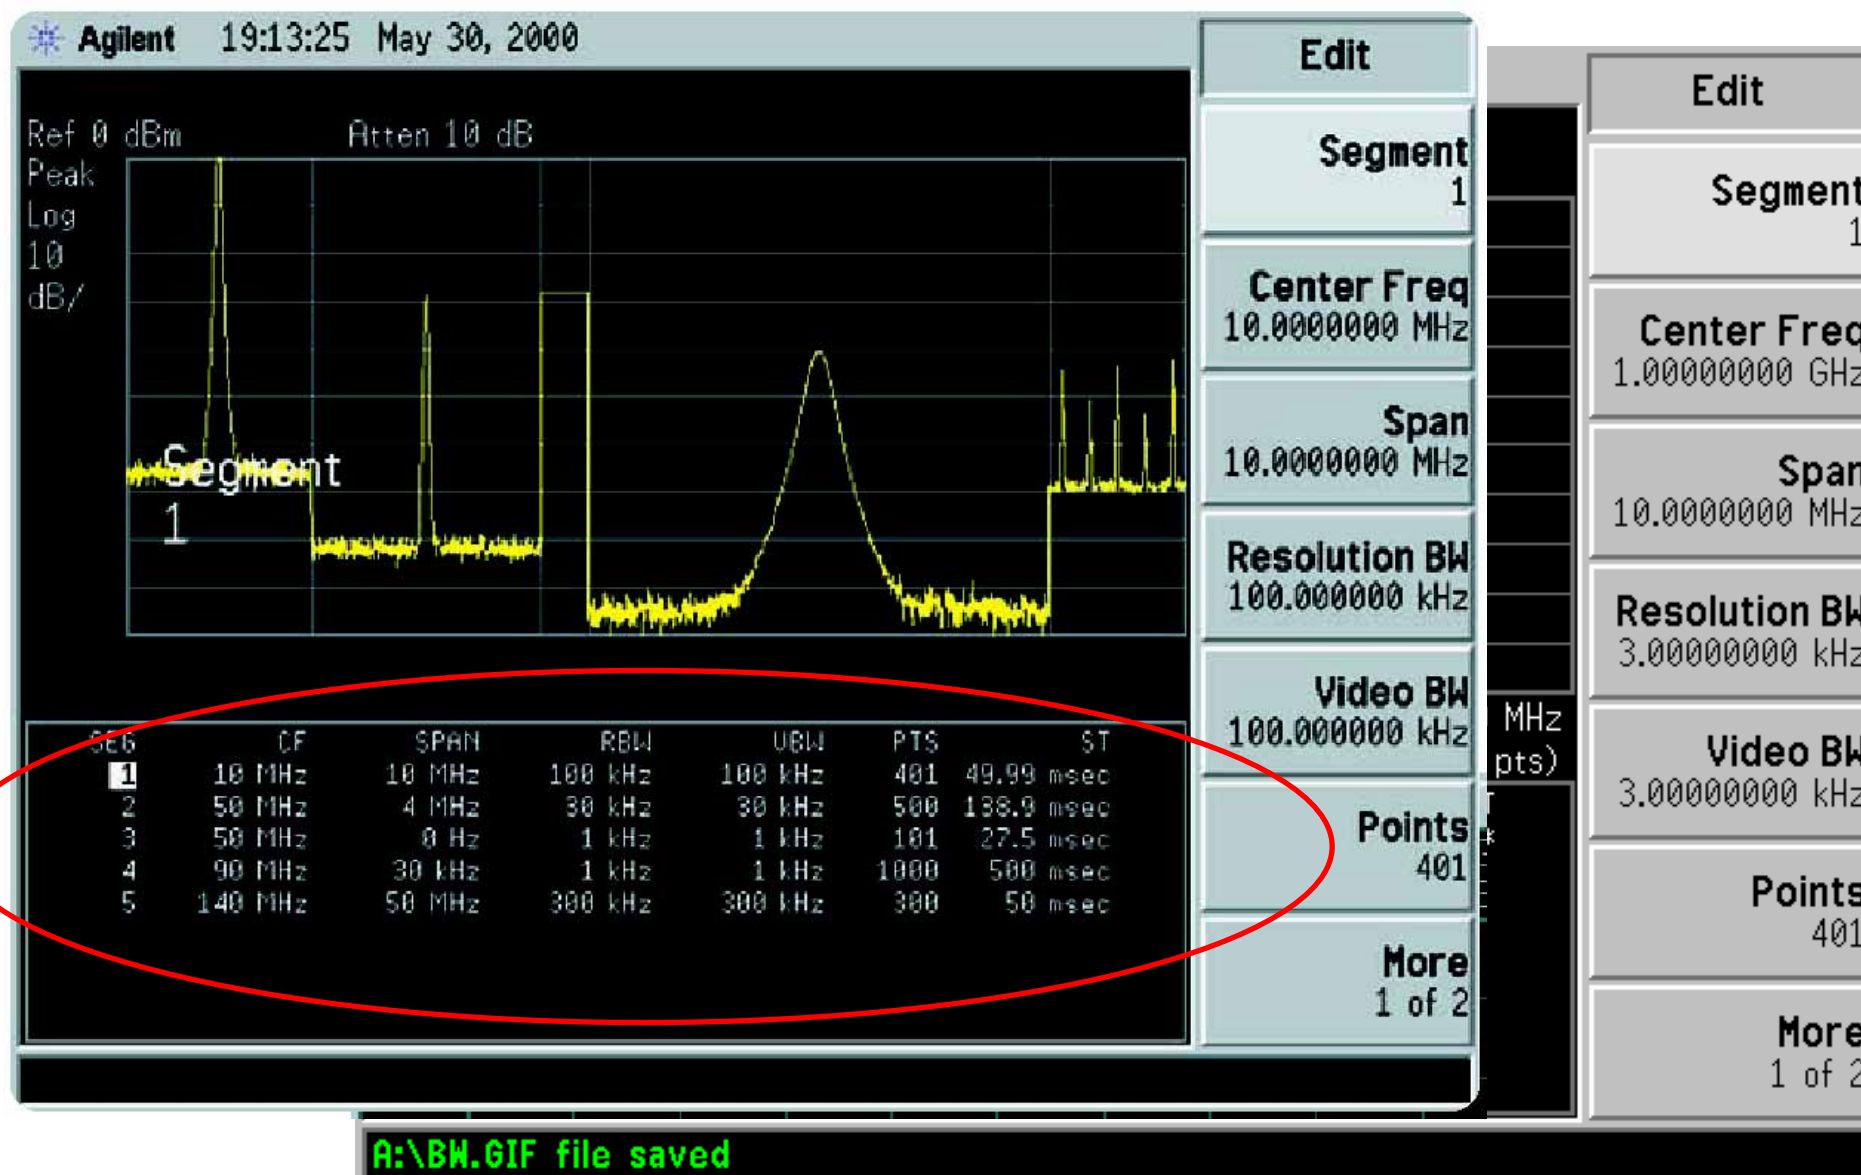 Agilent 19:13:25 May 30, 2000
Ref 0 dBm Atten 10 dB
Peak
Log
10
dB/
Segment
1
SEG CF SPAN RBW VBW PTS ST
1 10 MHz 10 MHz 100 kHz 100 kHz 401 49.99 msec
2 50 MHz 4 MHz 30 kHz 30 kHz 500 138.9 msec
3 50 MHz 0 Hz 1 kHz 1 kHz 101 27.5 msec
4 90 MHz 30 kHz 1 kHz 1 kHz 1000 500 msec
5 140 MHz 50 MHz 300 kHz 300 kHz 300 50 msec
Edit
Segment
1
Center Freq
10.0000000 MHz
Span
10.0000000 MHz
Resolution BW
100.000000 kHz
Video BW
100.000000 kHz
Points
401
More
1 of 2
MHz
pts)
Edit
Segment
1
Center Freq
1.00000000 GHz
Span
10.0000000 MHz
Resolution BW
3.00000000 kHz
Video BW
3.00000000 kHz
Points
401
More
1 of 2
A:\BW.GIF file saved